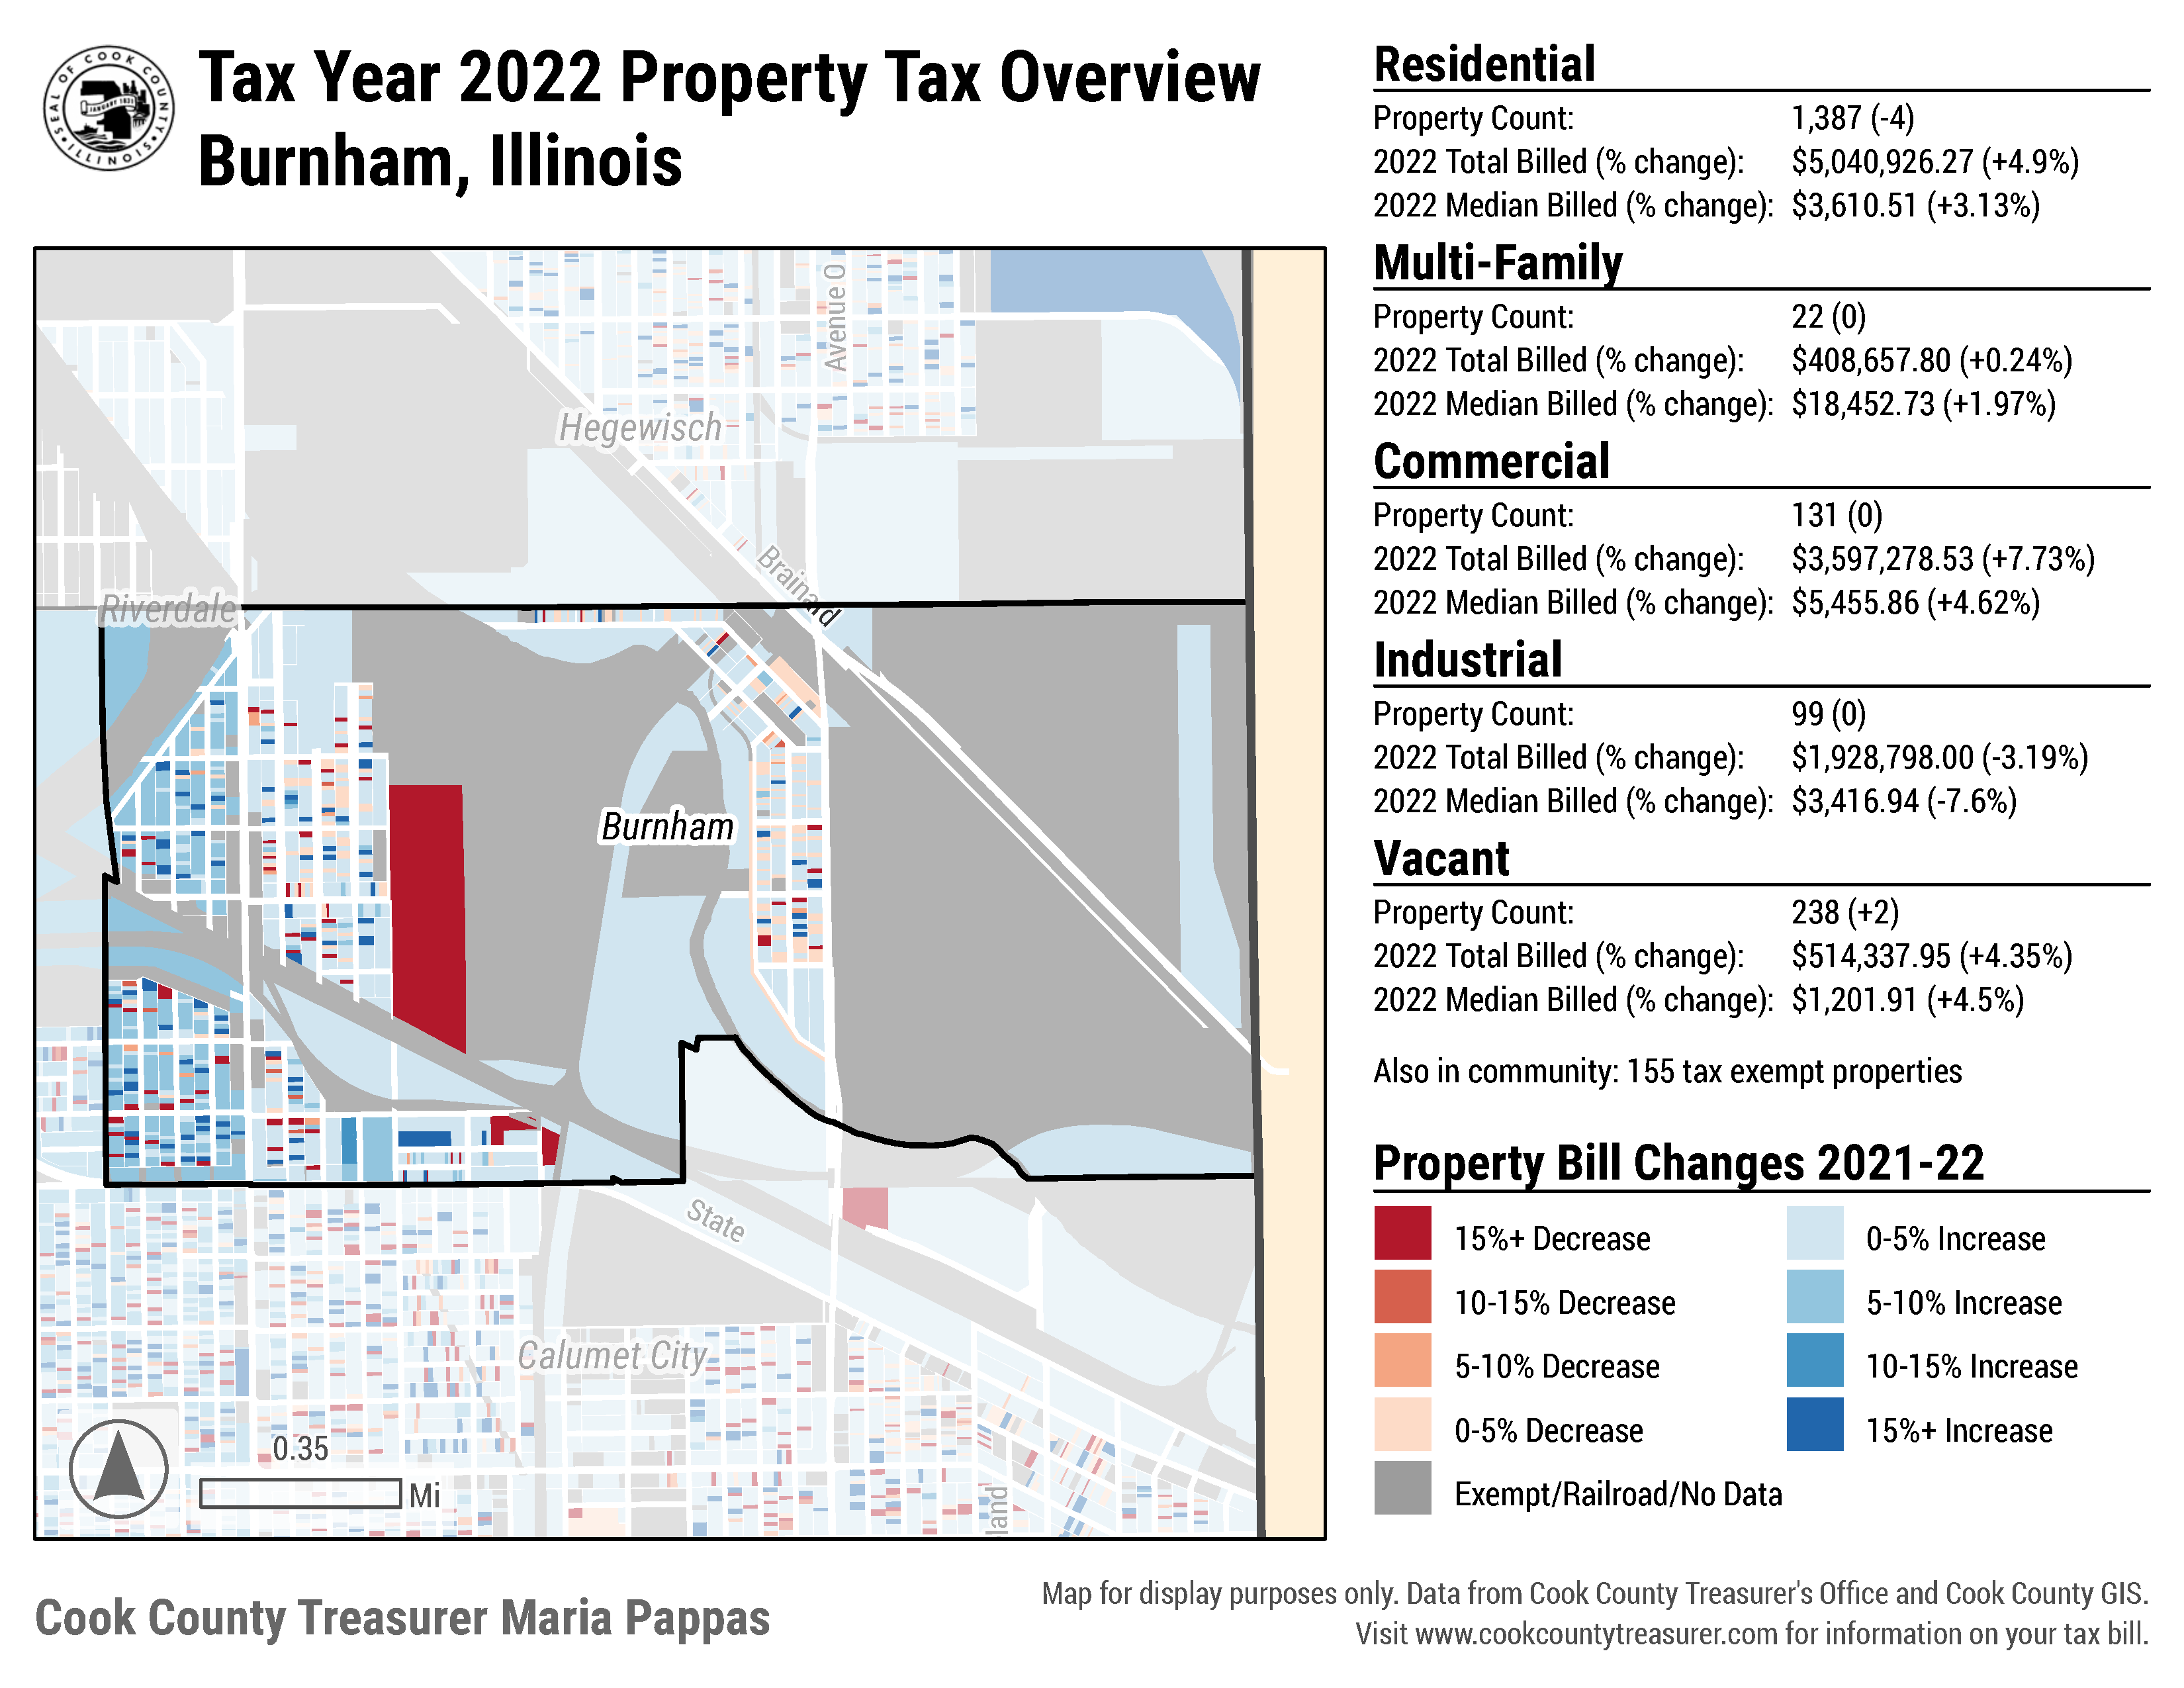 SEAL OF COOK COUNTY
ILLINOIS
JANUARY 1831
Tax Year 2022 Property Tax Overview
Burnham, Illinois
Avenue O
Hegewisch
Brainard
Riverdale
Burnham
State
Calumet City
land
0.35
Mi
Residential
Property Count: 1,387 (-4)
2022 Total Billed (% change): $5,040,926.27 (+4.9%)
2022 Median Billed (% change): $3,610.51 (+3.13%)
Multi-Family
Property Count: 22 (0)
2022 Total Billed (% change): $408,657.80 (+0.24%)
2022 Median Billed (% change): $18,452.73 (+1.97%)
Commercial
Property Count: 131 (0)
2022 Total Billed (% change): $3,597,278.53 (+7.73%)
2022 Median Billed (% change): $5,455.86 (+4.62%)
Industrial
Property Count: 99 (0)
2022 Total Billed (% change): $1,928,798.00 (-3.19%)
2022 Median Billed (% change): $3,416.94 (-7.6%)
Vacant
Property Count: 238 (+2)
2022 Total Billed (% change): $514,337.95 (+4.35%)
2022 Median Billed (% change): $1,201.91 (+4.5%)
Also in community: 155 tax exempt properties
Property Bill Changes 2021-22
15%+ Decrease
10-15% Decrease
5-10% Decrease
0-5% Decrease
Exempt/Railroad/No Data
0-5% Increase
5-10% Increase
10-15% Increase
15%+ Increase
Cook County Treasurer Maria Pappas
Map for display purposes only. Data from Cook County Treasurer's Office and Cook County GIS.
Visit www.cookcountytreasurer.com for information on your tax bill.